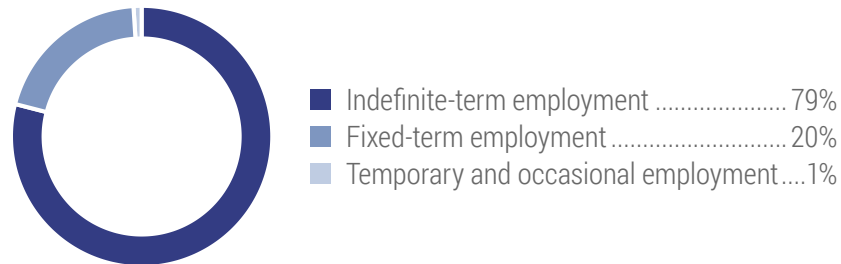 Indefinite-term employment ..................... 79%
Fixed-term employment ............................ 20%
Temporary and occasional employment ....1%